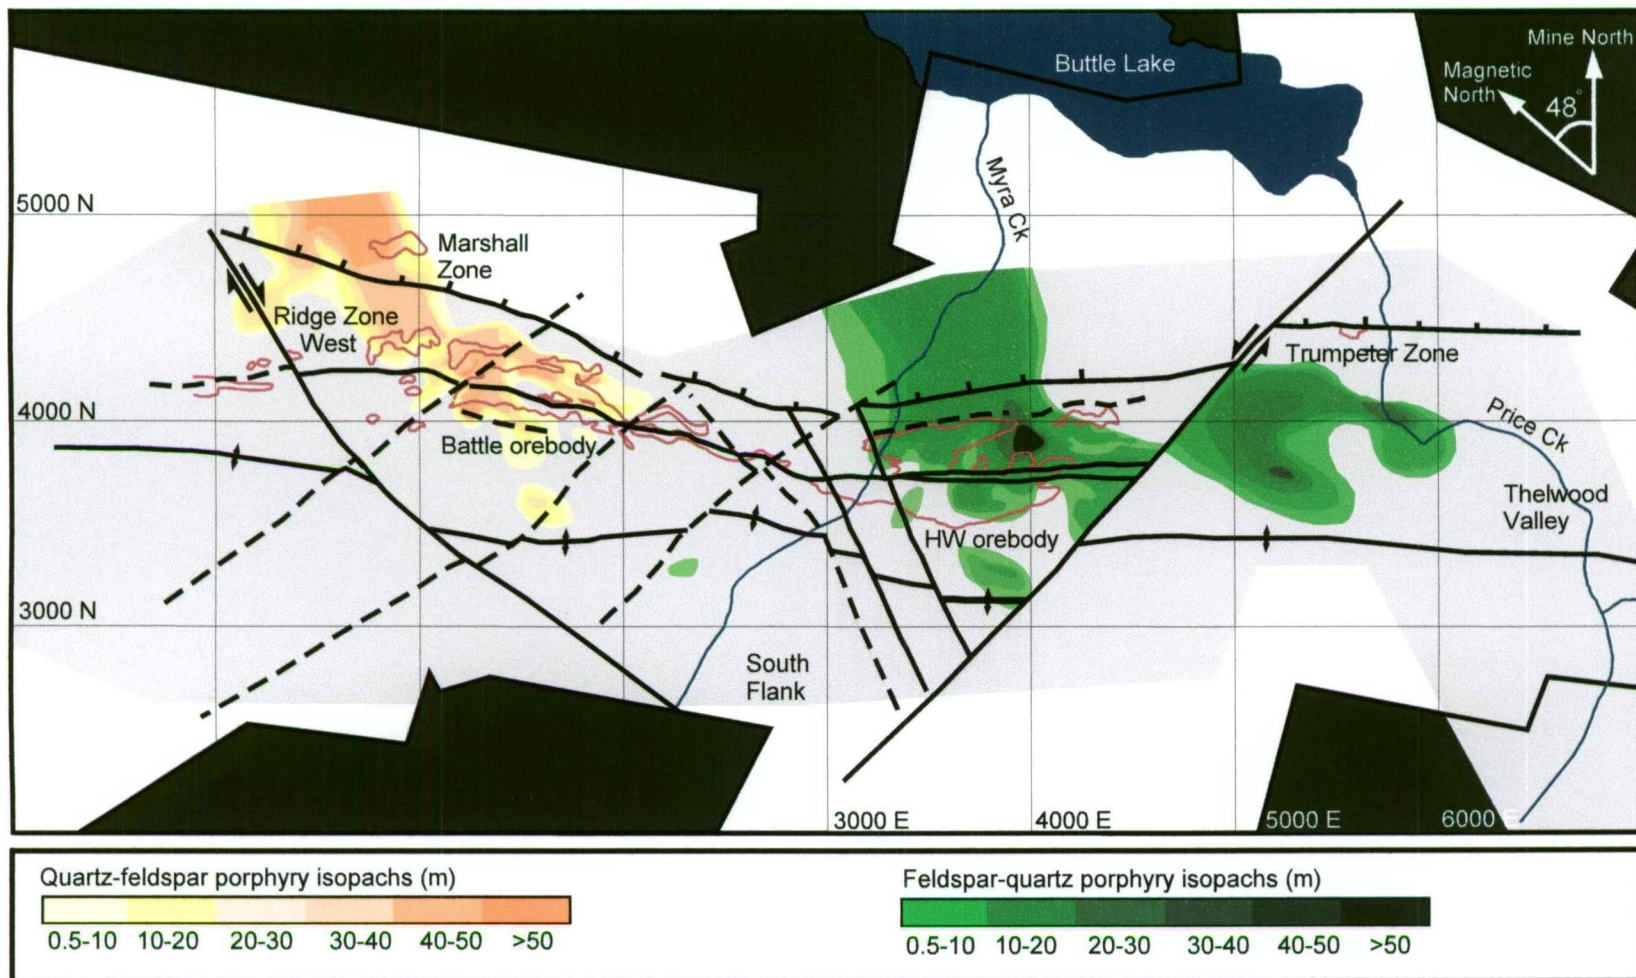 Buttle Lake
Mine North
Magnetic
North
48°
Myra Ck
5000 N
Marshall
Zone
Ridge Zone
West
Trumpeter Zone
4000 N
Battle orebody
Price Ck
Thelwood
Valley
HW orebody
3000 N
South
Flank
3000 E
4000 E
5000 E
6000 E
Quartz-feldspar porphyry isopachs (m)
0.5-10 10-20 20-30 30-40 40-50 >50
Feldspar-quartz porphyry isopachs (m)
0.5-10 10-20 20-30 30-40 40-50 >50